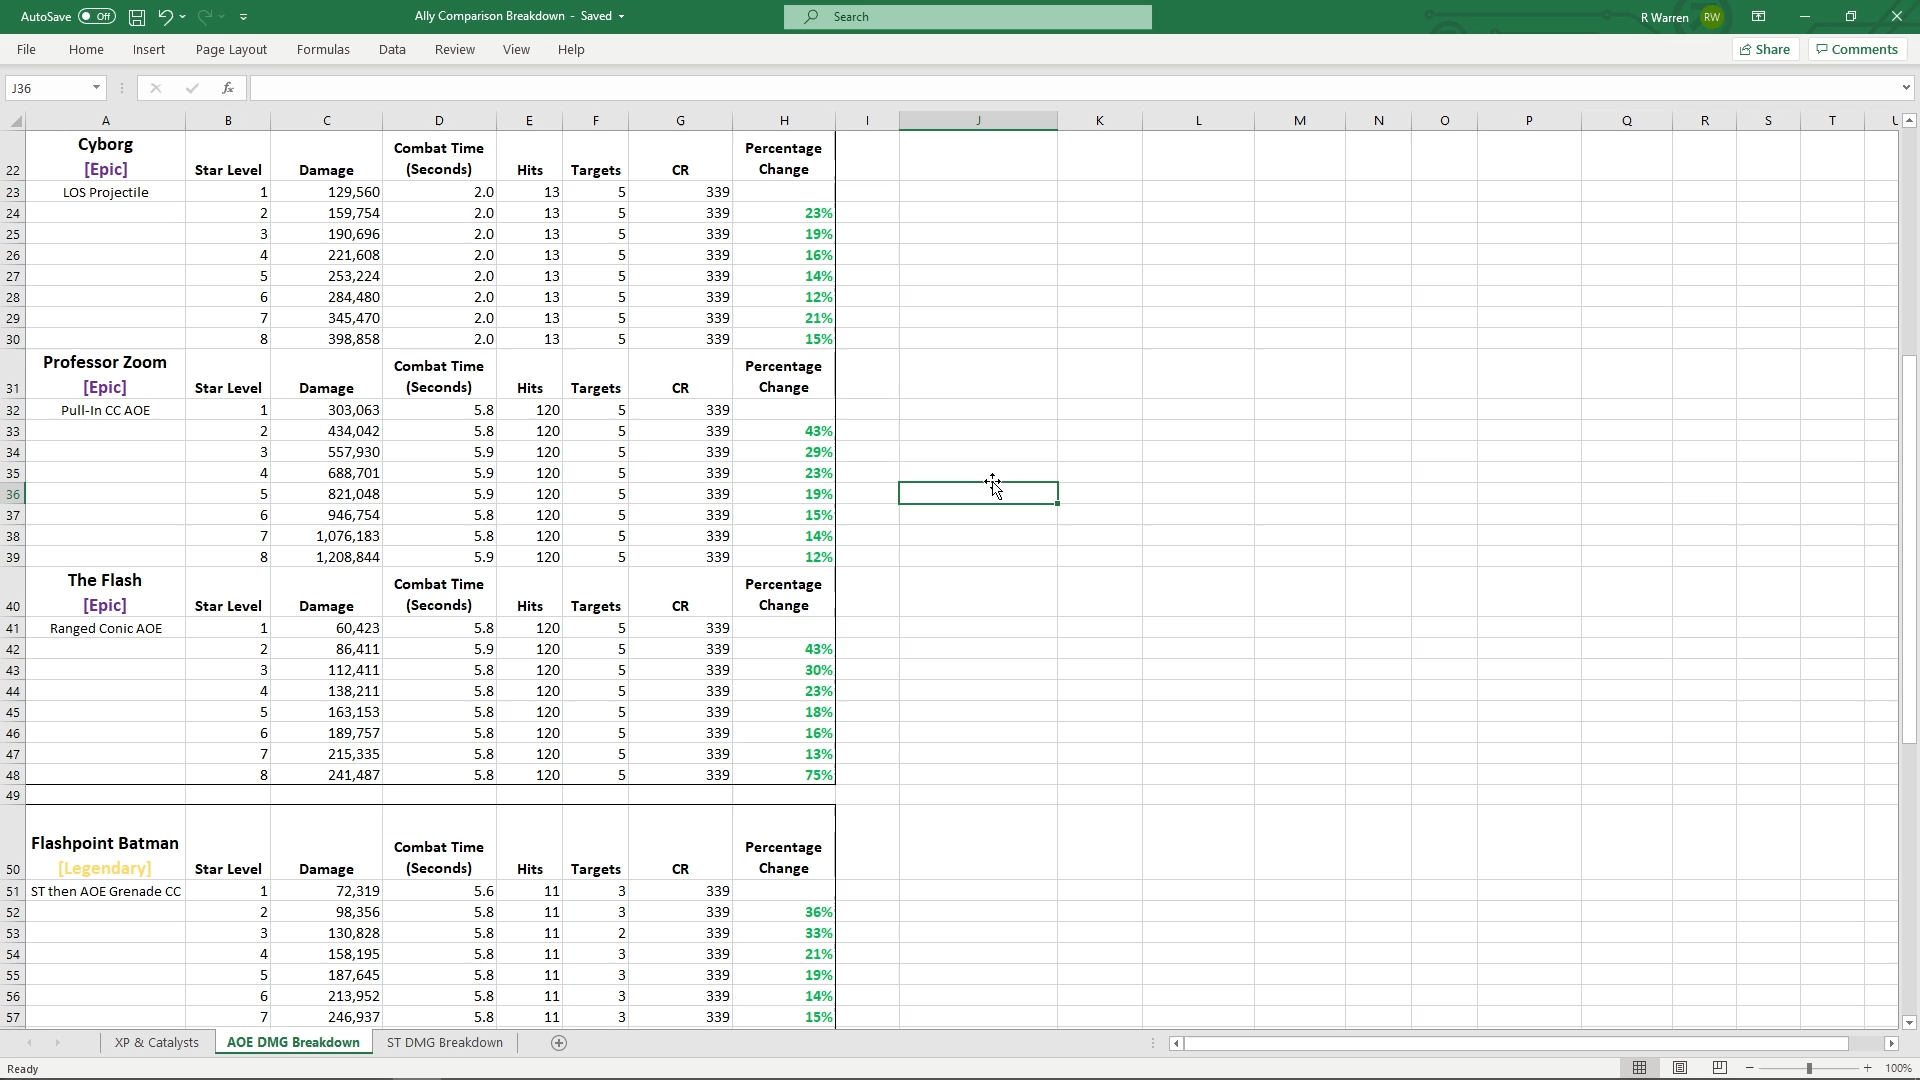 AutoSave Off Ally Comparison Breakdown - Saved Search R Warren RW
File Home Insert Page Layout Formulas Data Review View Help Share Comments
J36 fx
A B C D E F G H I J K L M N O P Q R S T U
Cyborg Combat Time Percentage
22 [Epic] Star Level Damage (Seconds) Hits Targets CR Change
23 LOS Projectile 1 129,560 2.0 13 5 339
24 2 159,754 2.0 13 5 339 23%
25 3 190,696 2.0 13 5 339 19%
26 4 221,608 2.0 13 5 339 16%
27 5 253,224 2.0 13 5 339 14%
28 6 284,480 2.0 13 5 339 12%
29 7 345,470 2.0 13 5 339 21%
30 8 398,858 2.0 13 5 339 15%
Professor Zoom Combat Time Percentage
31 [Epic] Star Level Damage (Seconds) Hits Targets CR Change
32 Pull-In CC AOE 1 303,063 5.8 120 5 339
33 2 434,042 5.8 120 5 339 43%
34 3 557,930 5.9 120 5 339 29%
35 4 688,701 5.9 120 5 339 23%
36 5 821,048 5.9 120 5 339 19%
37 6 946,754 5.8 120 5 339 15%
38 7 1,076,183 5.8 120 5 339 14%
39 8 1,208,844 5.9 120 5 339 12%
The Flash Combat Time Percentage
40 [Epic] Star Level Damage (Seconds) Hits Targets CR Change
41 Ranged Conic AOE 1 60,423 5.8 120 5 339
42 2 86,411 5.9 120 5 339 43%
43 3 112,411 5.8 120 5 339 30%
44 4 138,211 5.8 120 5 339 23%
45 5 163,153 5.8 120 5 339 18%
46 6 189,757 5.8 120 5 339 16%
47 7 215,335 5.8 120 5 339 13%
48 8 241,487 5.8 120 5 339 75%
49
Flashpoint Batman Combat Time Percentage
50 [Legendary] Star Level Damage (Seconds) Hits Targets CR Change
51 ST then AOE Grenade CC 1 72,319 5.6 11 3 339
52 2 98,356 5.8 11 3 339 36%
53 3 130,828 5.8 11 2 339 33%
54 4 158,195 5.8 11 3 339 21%
55 5 187,645 5.8 11 3 339 19%
56 6 213,952 5.8 11 3 339 14%
57 7 246,937 5.8 11 3 339 15%
XP & Catalysts AOE DMG Breakdown ST DMG Breakdown
Ready 100%